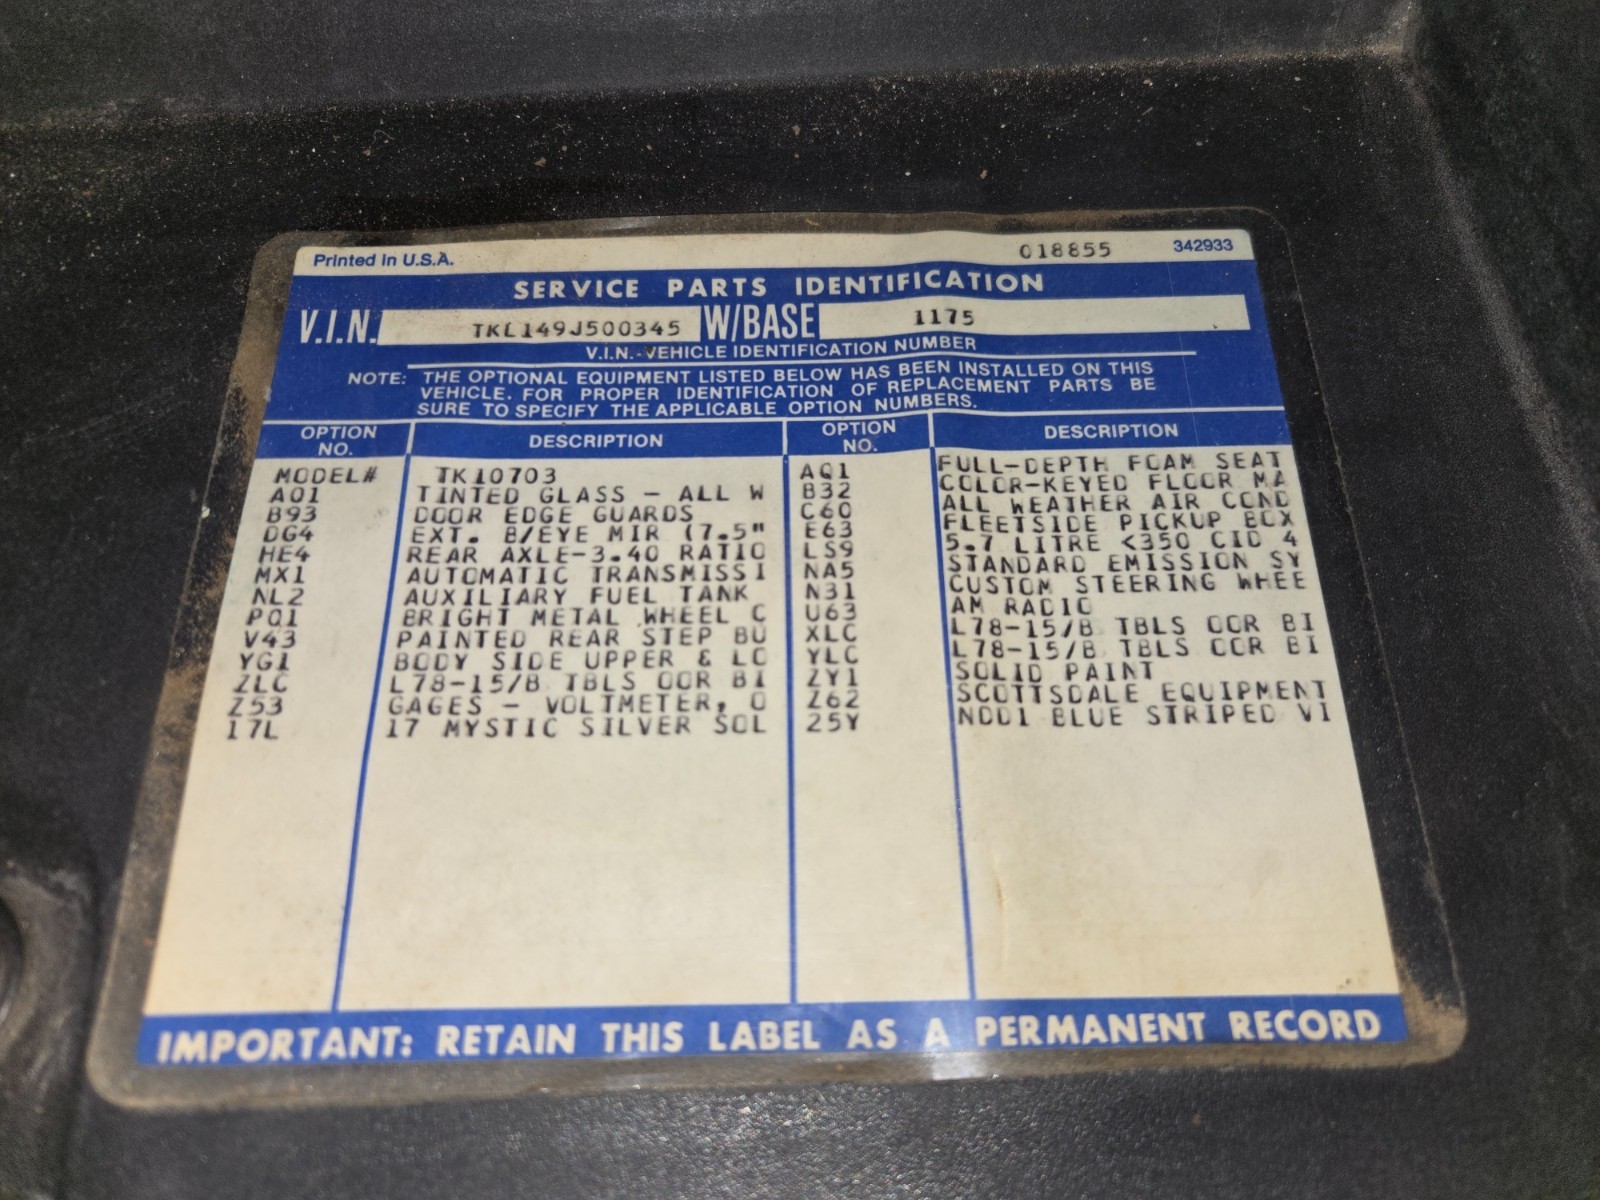 Printed in U.S.A. 018855 342933
SERVICE PARTS IDENTIFICATION
V.I.N. TKL149J500345 W/BASE 1175
V.I.N.-VEHICLE IDENTIFICATION NUMBER
NOTE: THE OPTIONAL EQUIPMENT LISTED BELOW HAS BEEN INSTALLED ON THIS
VEHICLE. FOR PROPER IDENTIFICATION OF REPLACEMENT PARTS BE
SURE TO SPECIFY THE APPLICABLE OPTION NUMBERS.
OPTION NO. DESCRIPTION OPTION NO. DESCRIPTION
MODEL# TK10703 AQ1 FULL-DEPTH FOAM SEAT
A01 TINTED GLASS - ALL W B32 COLOR-KEYED FLOOR MA
B93 DOOR EDGE GUARDS C60 ALL WEATHER AIR COND
DG4 EXT. B/EYE MIR (7.5" E63 FLEETSIDE PICKUP BOX
HE4 REAR AXLE-3.40 RATIO LS9 5.7 LITRE <350 CID 4
MX1 AUTOMATIC TRANSMISSI NA5 STANDARD EMISSION SY
NL2 AUXILIARY FUEL TANK N31 CUSTOM STEERING WHEE
P01 BRIGHT METAL WHEEL C U63 AM RADIO
V43 PAINTED REAR STEP BU XLC L78-15/B TBLS OOR BI
YG1 BODY SIDE UPPER & LO YLC L78-15/B TBLS OOR BI
ZLC L78-15/B TBLS OOR BI ZY1 SOLID PAINT
Z53 GAGES - VOLTMETER, O Z62 SCOTTSDALE EQUIPMENT
17L 17 MYSTIC SILVER SOL 25Y NDD1 BLUE STRIPED VI
IMPORTANT: RETAIN THIS LABEL AS A PERMANENT RECORD